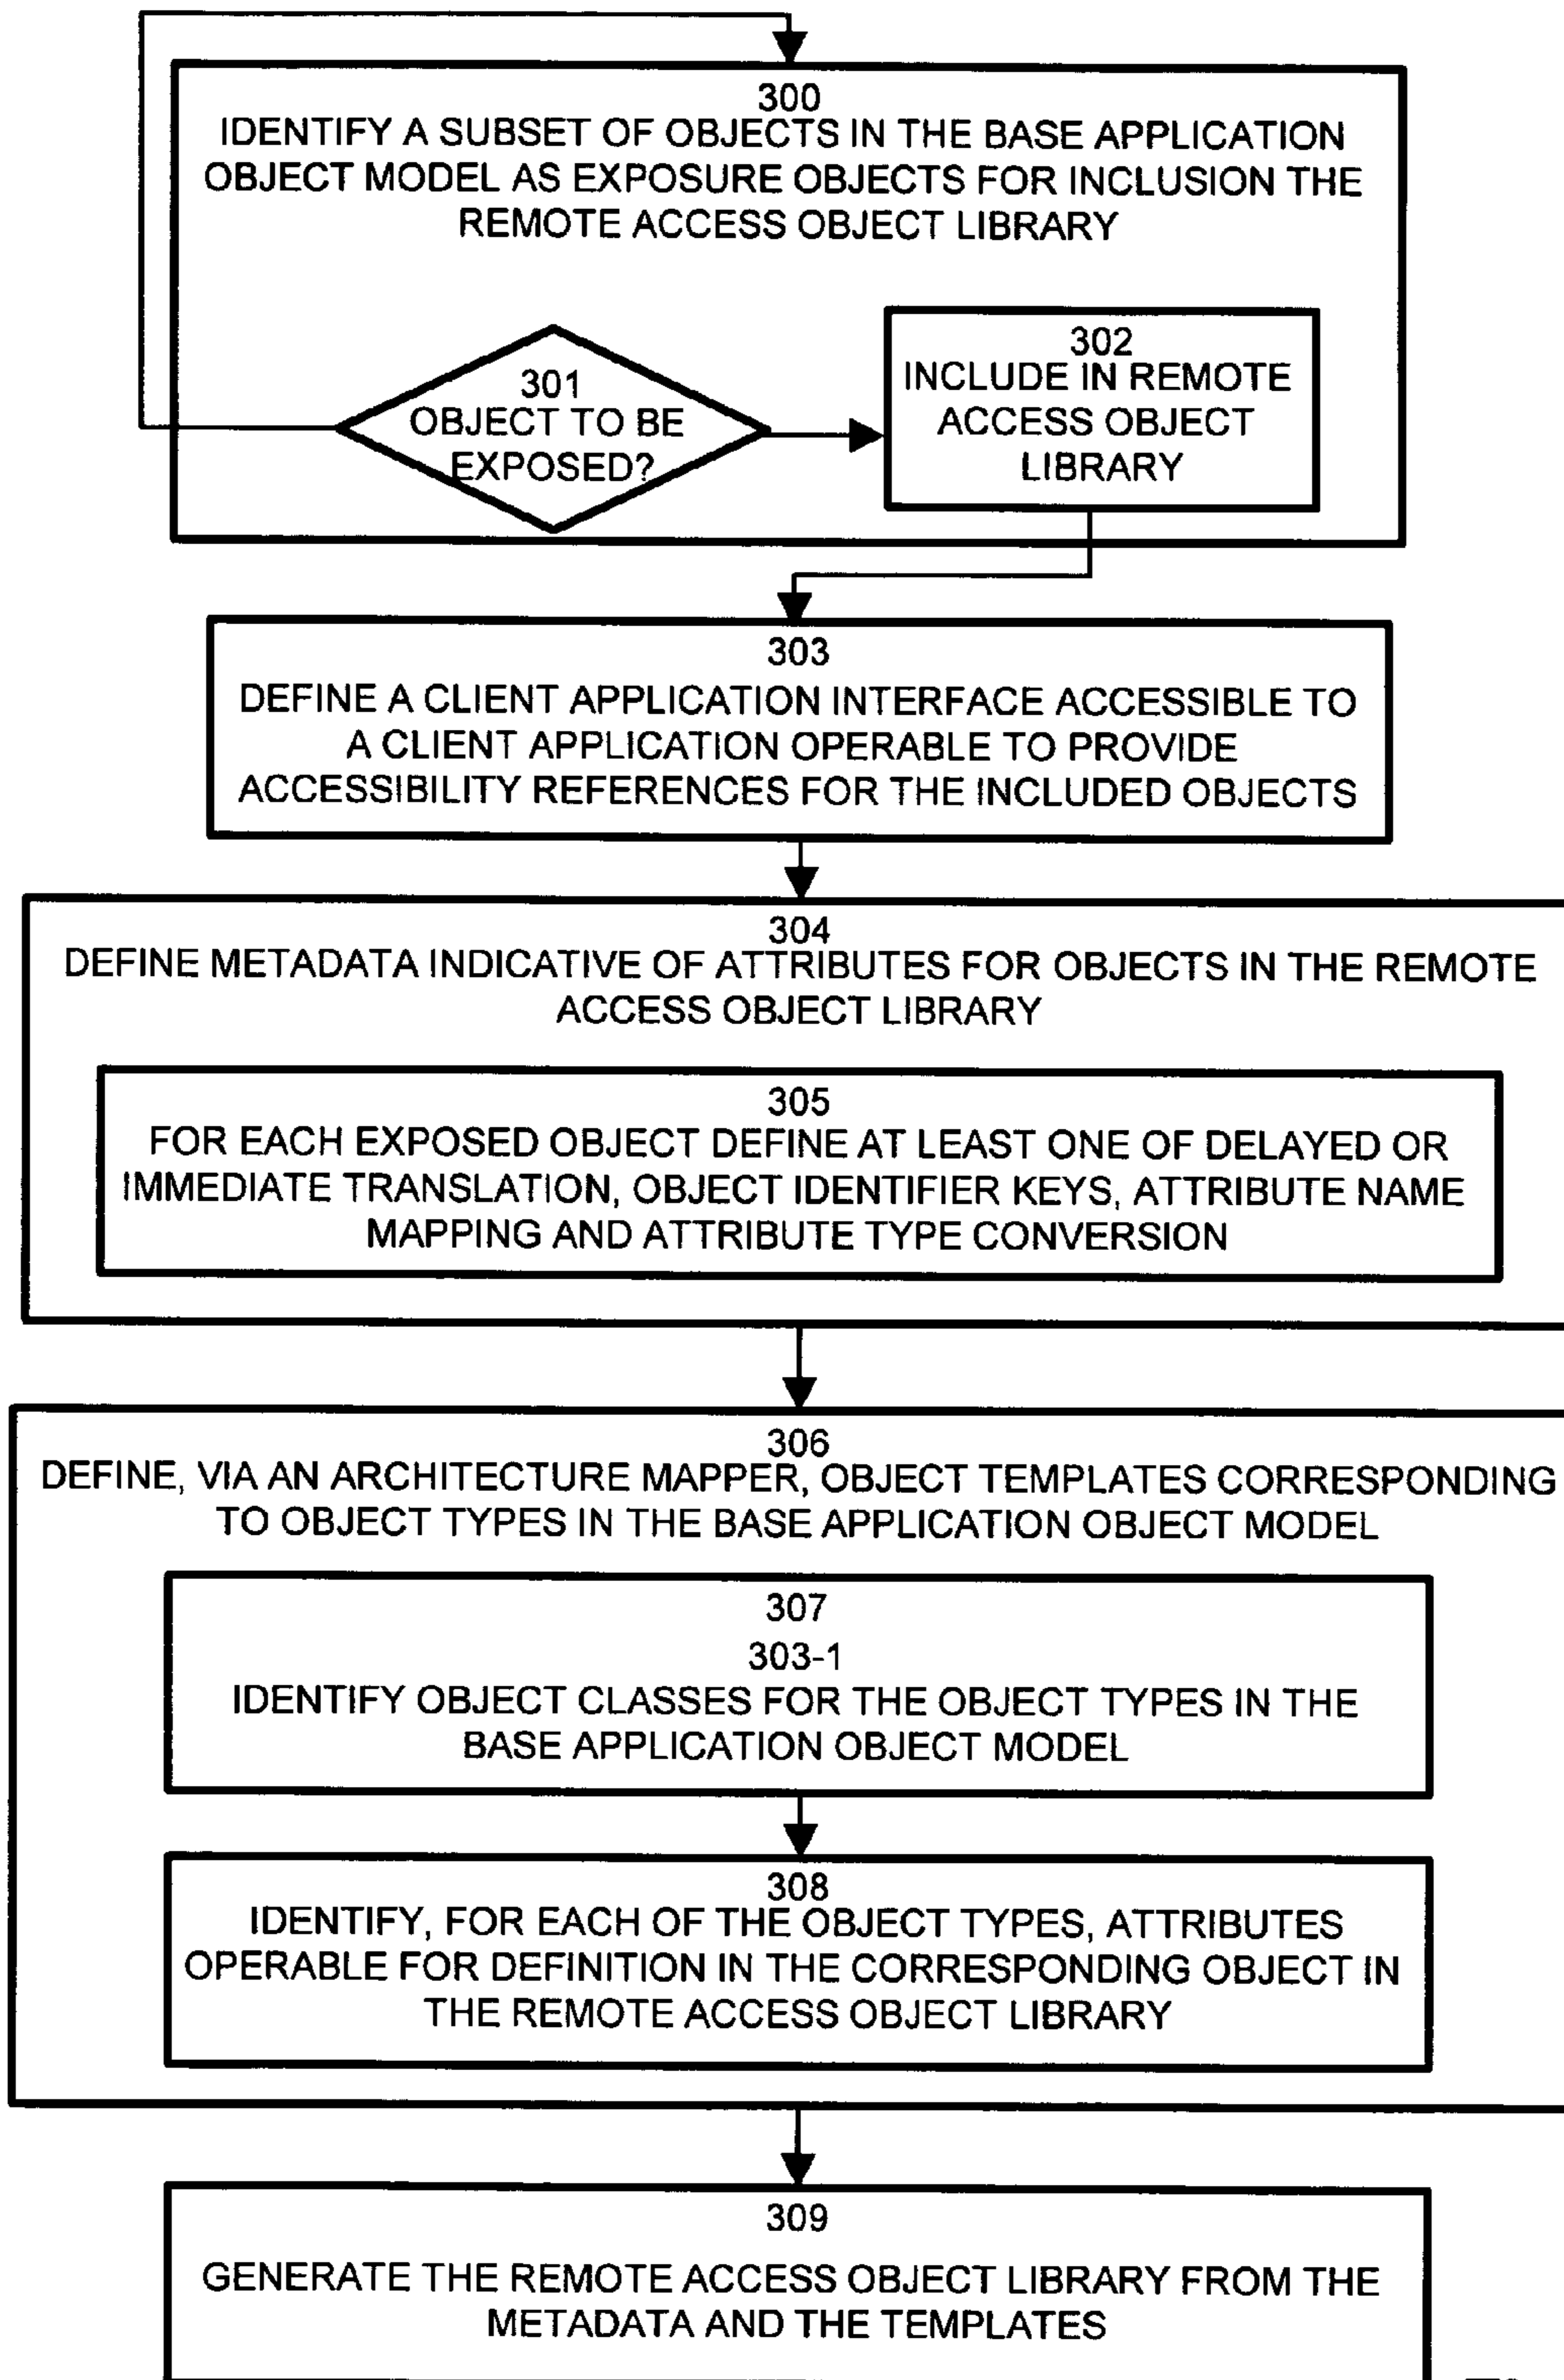 300
IDENTIFY A SUBSET OF OBJECTS IN THE BASE APPLICATION
OBJECT MODEL AS EXPOSURE OBJECTS FOR INCLUSION THE
REMOTE ACCESS OBJECT LIBRARY
301
OBJECT TO BE
EXPOSED?
302
INCLUDE IN REMOTE
ACCESS OBJECT
LIBRARY
303
DEFINE A CLIENT APPLICATION INTERFACE ACCESSIBLE TO
A CLIENT APPLICATION OPERABLE TO PROVIDE
ACCESSIBILITY REFERENCES FOR THE INCLUDED OBJECTS
304
DEFINE METADATA INDICATIVE OF ATTRIBUTES FOR OBJECTS IN THE REMOTE
ACCESS OBJECT LIBRARY
305
FOR EACH EXPOSED OBJECT DEFINE AT LEAST ONE OF DELAYED OR
IMMEDIATE TRANSLATION, OBJECT IDENTIFIER KEYS, ATTRIBUTE NAME
MAPPING AND ATTRIBUTE TYPE CONVERSION
306
DEFINE, VIA AN ARCHITECTURE MAPPER, OBJECT TEMPLATES CORRESPONDING
TO OBJECT TYPES IN THE BASE APPLICATION OBJECT MODEL
307
303-1
IDENTIFY OBJECT CLASSES FOR THE OBJECT TYPES IN THE
BASE APPLICATION OBJECT MODEL
308
IDENTIFY, FOR EACH OF THE OBJECT TYPES, ATTRIBUTES
OPERABLE FOR DEFINITION IN THE CORRESPONDING OBJECT IN
THE REMOTE ACCESS OBJECT LIBRARY
309
GENERATE THE REMOTE ACCESS OBJECT LIBRARY FROM THE
METADATA AND THE TEMPLATES